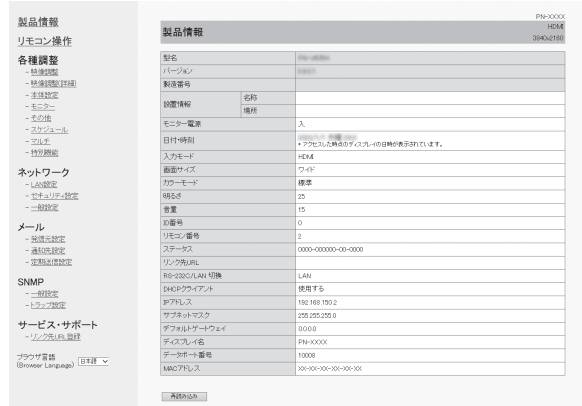 製品情報
リモコン操作
各種調整
- 映像調整
- 映像調整(詳細)
- 本体設定
- モニター
- その他
- スケジュール
- マルチ
- 特別機能
ネットワーク
- LAN設定
- セキュリティ設定
- 一般設定
メール
- 発信元設定
- 通知先設定
- 定期送信設定
SNMP
- 一般設定
- トラップ設定
サービス・サポート
- リンク先URL登録
ブラウザ言語
(Browser Language) 日本語
PN-XXXX
製品情報 HDMI
3840x2160
型名
バージョン
製造番号
設置情報 名称
場所
モニター電源 入
日付・時刻
* アクセスした時点のディスプレイの日時が表示されています。
入力モード HDMI
画面サイズ ワイド
カラーモード 標準
明るさ 25
音量 15
ID番号 0
リモコン番号 2
ステータス 0000-000000-00-0000
リンク先URL
RS-232C/LAN 切換 LAN
DHCPクライアント 使用する
IPアドレス 192.168.150.2
サブネットマスク 255.255.255.0
デフォルトゲートウェイ 0.0.0.0
ディスプレイ名 PN-XXXX
データポート番号 10008
MACアドレス XX-XX-XX-XX-XX-XX
再読み込み